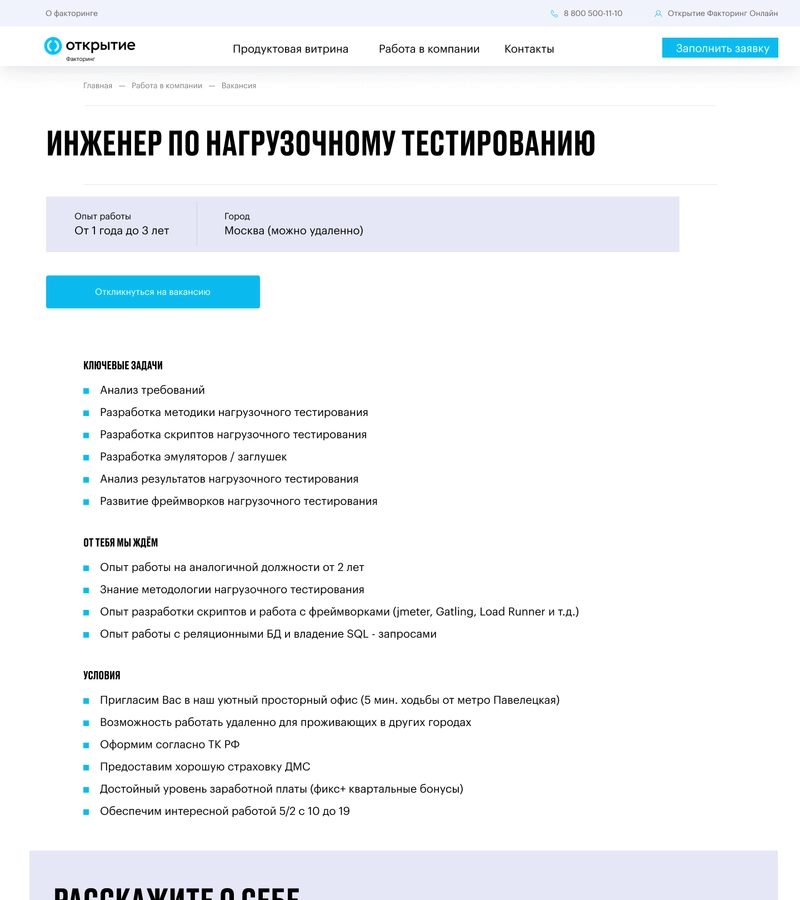 О факторинге
8 800 500-11-10
Открытие Факторинг Онлайн
открытие
Факторинг
Продуктовая витрина
Работа в компании
Контакты
Заполнить заявку
Главная — Работа в компании — Вакансия
ИНЖЕНЕР ПО НАГРУЗОЧНОМУ ТЕСТИРОВАНИЮ
Опыт работы
От 1 года до 3 лет
Город
Москва (можно удаленно)
Откликнуться на вакансию
КЛЮЧЕВЫЕ ЗАДАЧИ
Анализ требований
Разработка методики нагрузочного тестирования
Разработка скриптов нагрузочного тестирования
Разработка эмуляторов / заглушек
Анализ результатов нагрузочного тестирования
Развитие фреймворков нагрузочного тестирования
ОТ ТЕБЯ МЫ ЖДЁМ
Опыт работы на аналогичной должности от 2 лет
Знание методологии нагрузочного тестирования
Опыт разработки скриптов и работа с фреймворками (jmeter, Gatling, Load Runner и т.д.)
Опыт работы с реляционными БД и владение SQL - запросами
УСЛОВИЯ
Пригласим Вас в наш уютный просторный офис (5 мин. ходьбы от метро Павелецкая)
Возможность работать удаленно для проживающих в других городах
Оформим согласно ТК РФ
Предоставим хорошую страховку ДМС
Достойный уровень заработной платы (фикс+ квартальные бонусы)
Обеспечим интересной работой 5/2 с 10 до 19
РАССКАЖИТЕ О СЕБЕ